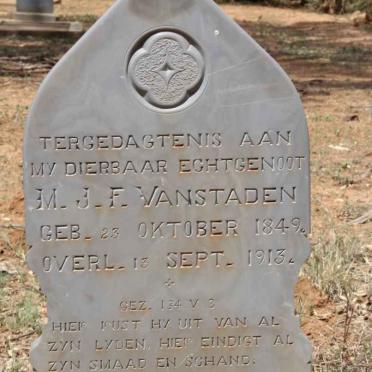 TERGEDAGTENIS AAN
MY DIERBAAR ECHTGENOOT
M. J. F. VANSTADEN
GEB. 23 OKTOBER 1849.
OVERL. 13 SEPT. 1913.
GEZ. 134 V 3
HIER RUST HY UIT VAN AL
ZYN LYDEN, HIER EINDIGT AL
ZYN SMAAD EN SCHAND: